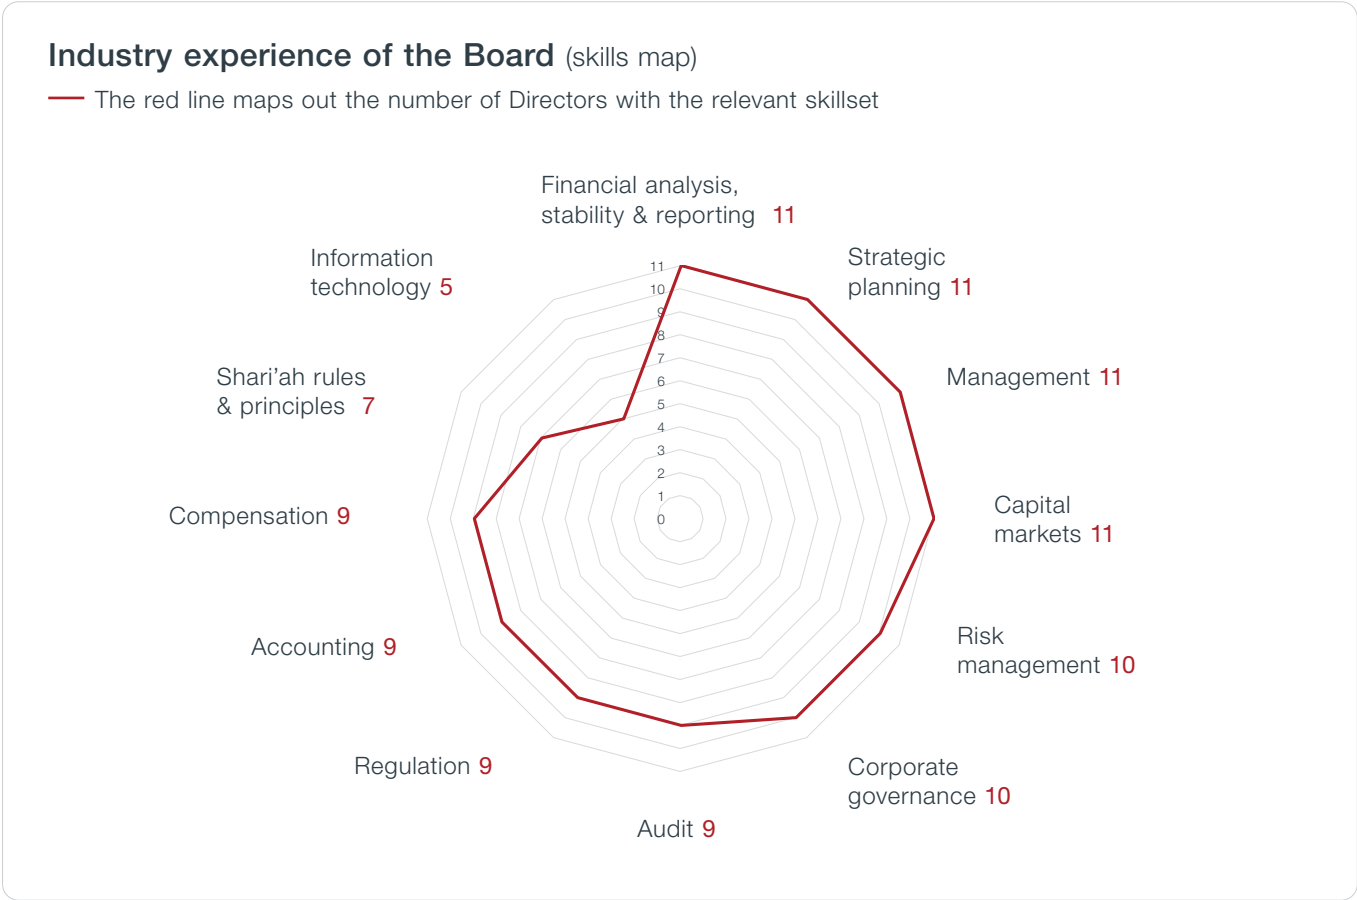 Industry experience of the Board (skills map)
The red line maps out the number of Directors with the relevant skillset
Financial analysis,
stability & reporting 11
Strategic
planning 11
Management 11
Capital
markets 11
Risk
management 10
Corporate
governance 10
Audit 9
Regulation 9
Accounting 9
Compensation 9
Shari’ah rules
& principles 7
Information
technology 5
11
10
9
8
7
6
5
4
3
2
1
0